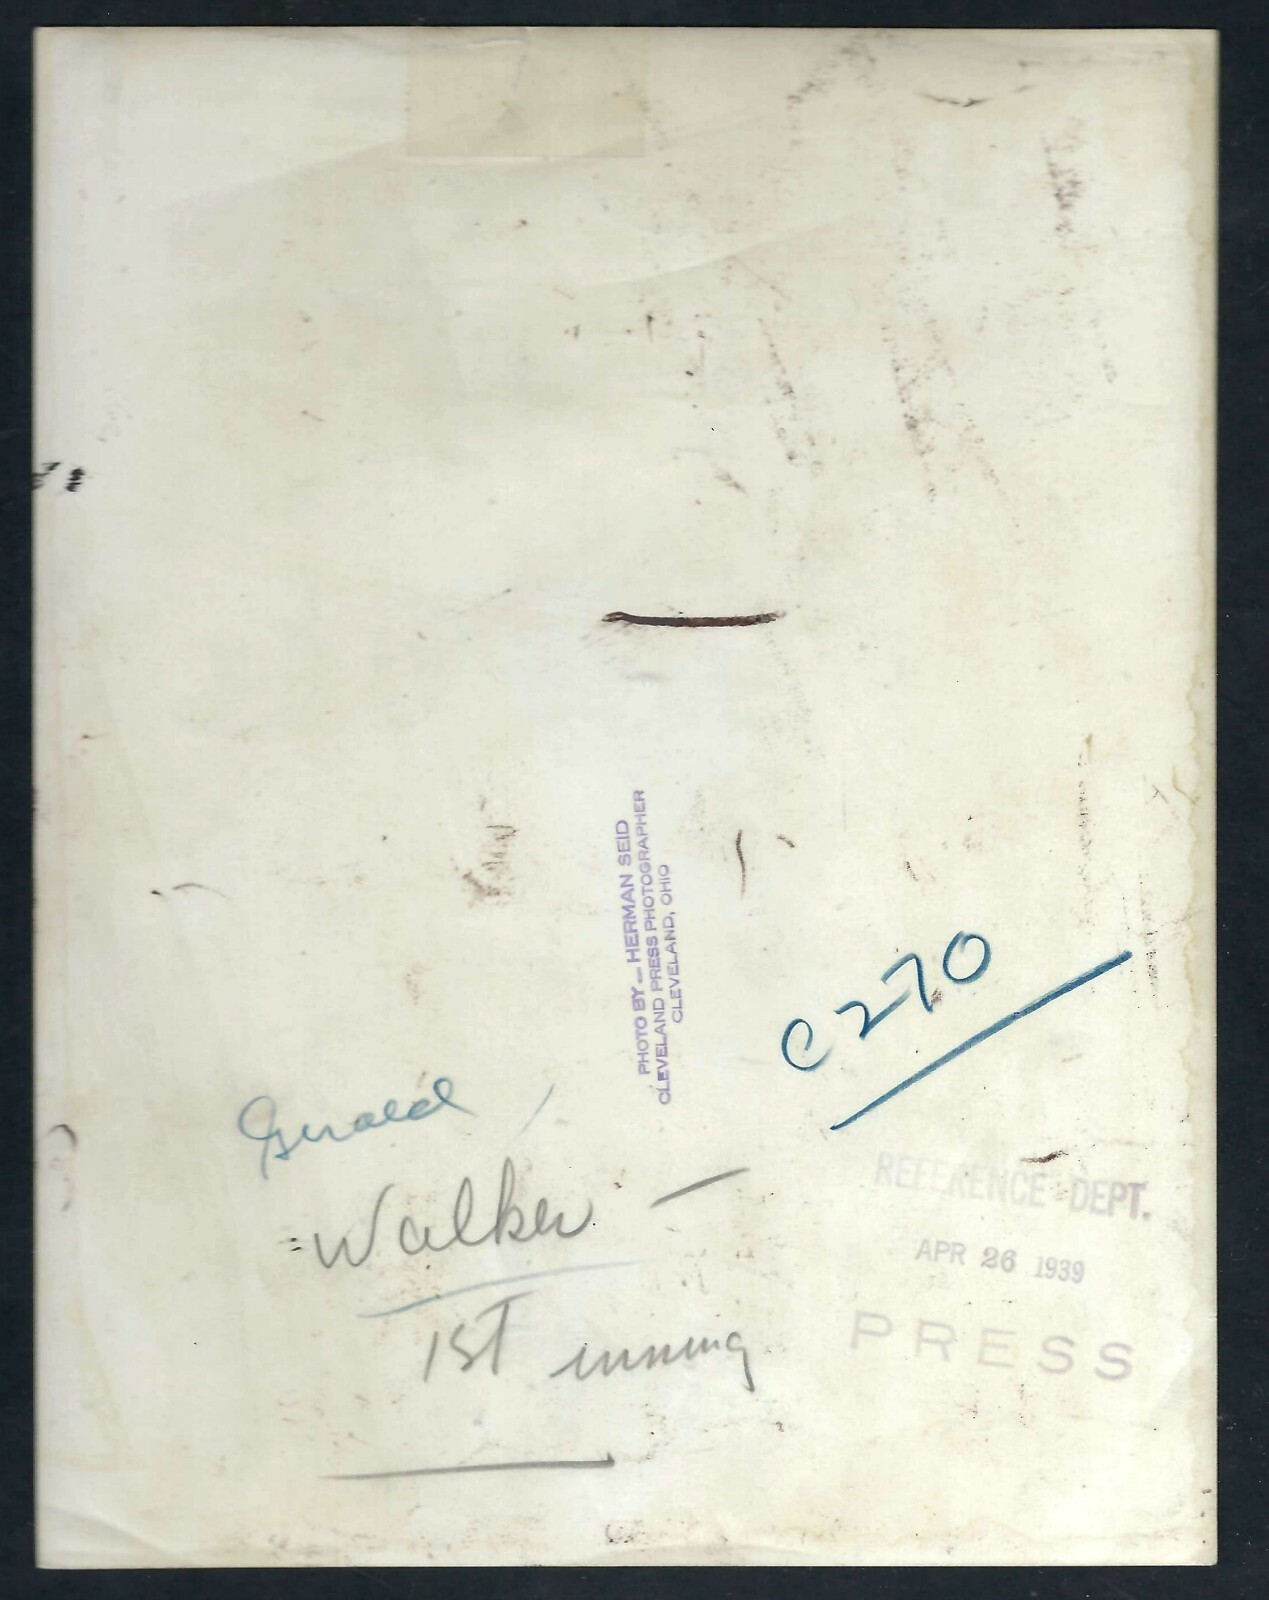 PHOTO BY — HERMAN SEID
CLEVELAND PRESS PHOTOGRAPHER
CLEVELAND, OHIO
C270
Gerald
Walker —
1ST inning
REFERENCE DEPT.
APR 26 1939
PRESS